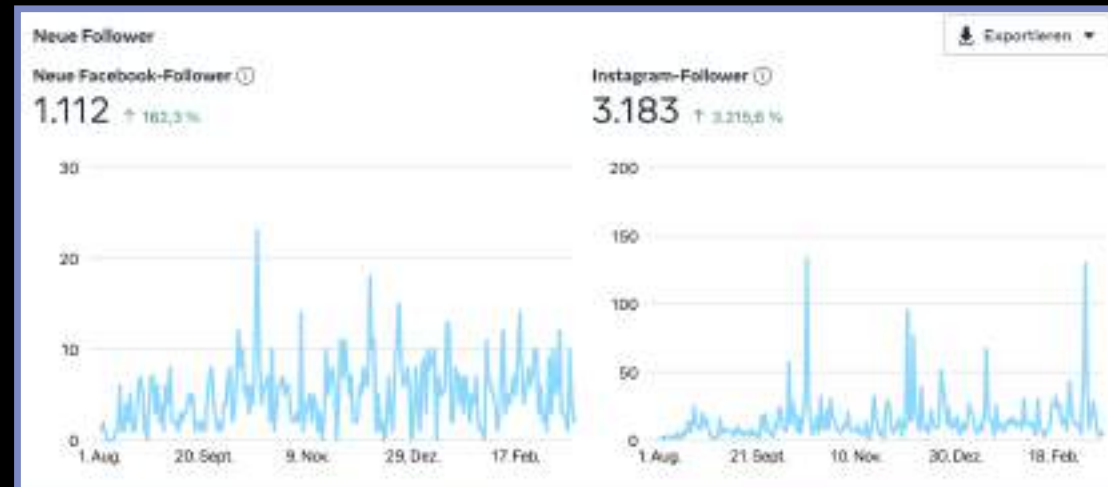 Neue Follower
Exportieren
Neue Facebook-Follower
1.112 ↑ 162,3 %
30
20
10
0
1. Aug. 20. Sept. 9. Nov. 29. Dez. 17 Feb.
Instagram-Follower
3.183 ↑ 3.215,6 %
200
150
100
50
0
1. Aug. 21. Sept. 10. Nov. 30. Dez. 18. Feb.